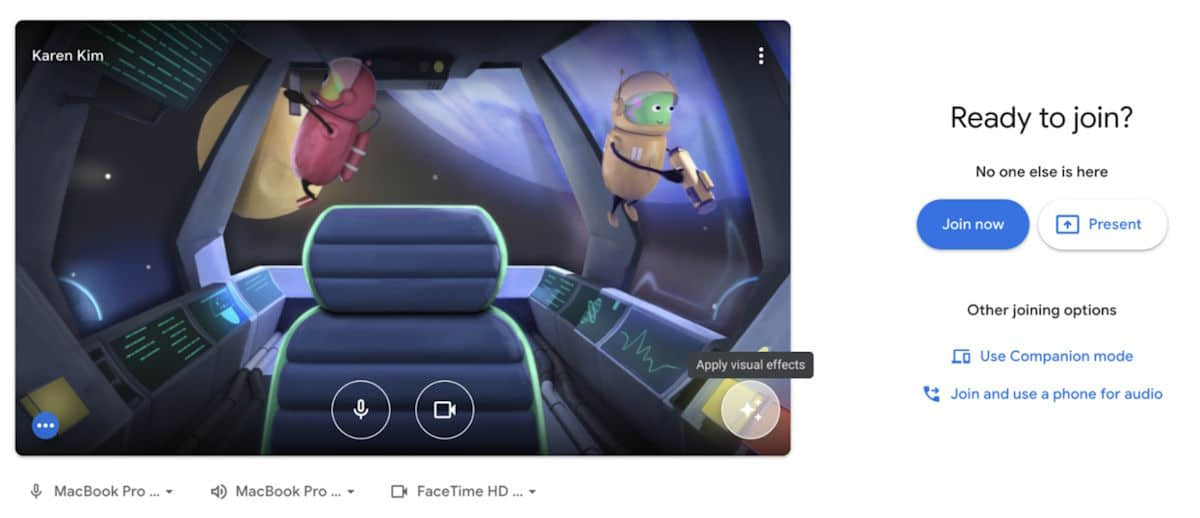 Karen Kim
Apply visual effects
MacBook Pro ...
MacBook Pro ...
FaceTime HD ...
Ready to join?
No one else is here
Join now
Present
Other joining options
Use Companion mode
Join and use a phone for audio